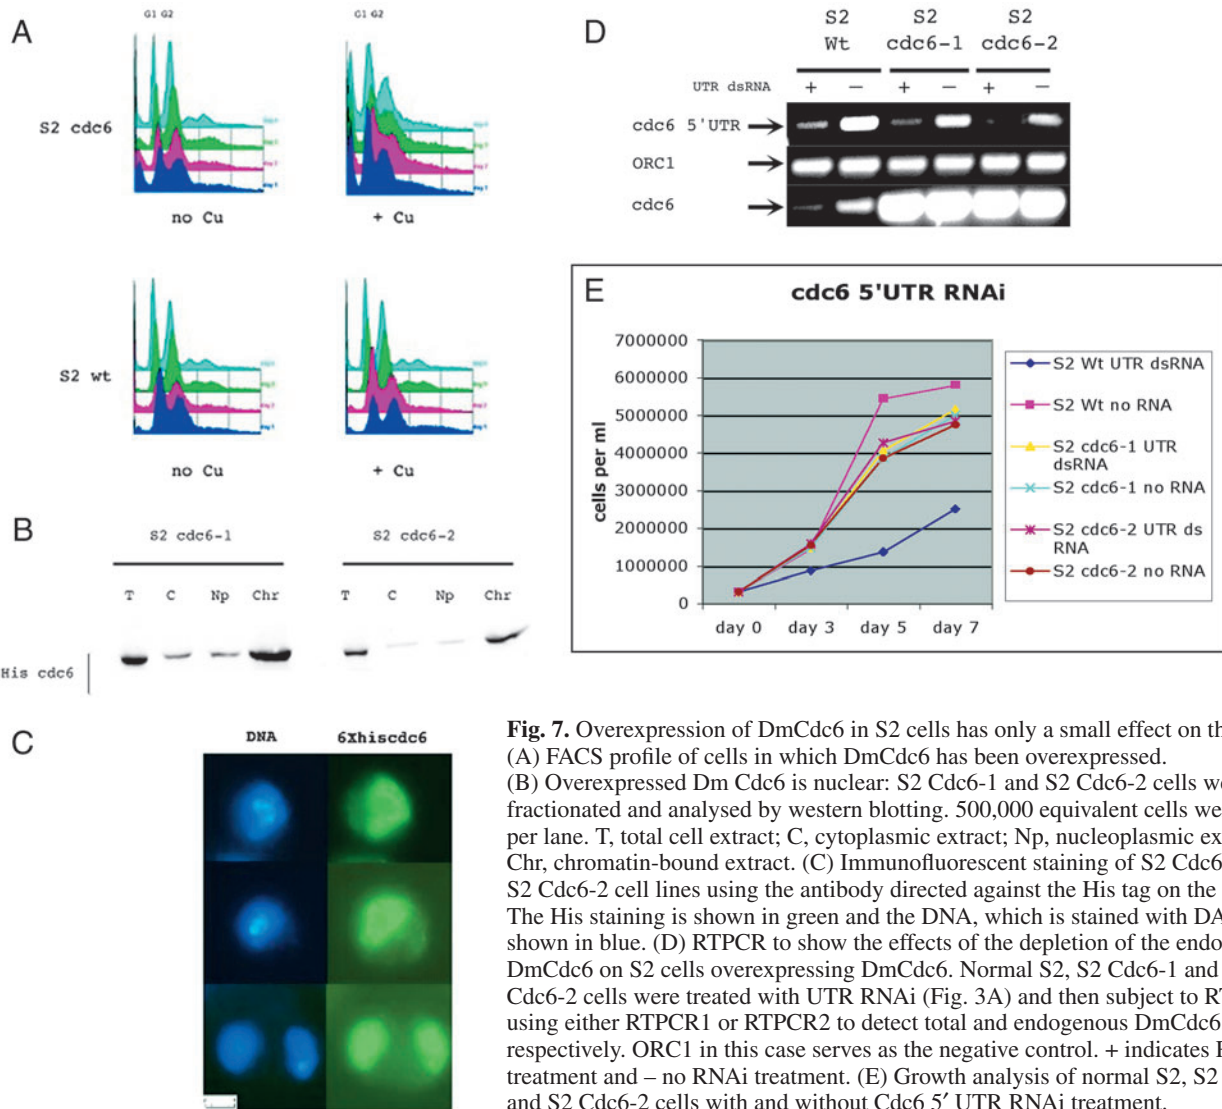 A
G1 G2
G1 G2
S2 cdc6
no Cu
+ Cu
S2 wt
no Cu
+ Cu
B
S2 cdc6-1
S2 cdc6-2
T C Np Chr
T C Np Chr
His cdc6
C
DNA
6Xhiscdc6
D
S2 Wt
S2 cdc6-1
S2 cdc6-2
UTR dsRNA + − + − + −
cdc6 5'UTR
ORC1
cdc6
E
cdc6 5'UTR RNAi
7000000
6000000
5000000
4000000
3000000
2000000
1000000
0
cells per ml
day 0 day 3 day 5 day 7
S2 Wt UTR dsRNA
S2 Wt no RNA
S2 cdc6-1 UTR
dsRNA
S2 cdc6-1 no RNA
S2 cdc6-2 UTR ds
RNA
S2 cdc6-2 no RNA
Fig. 7. Overexpression of DmCdc6 in S2 cells has only a small effect on th
(A) FACS profile of cells in which DmCdc6 has been overexpressed.
(B) Overexpressed Dm Cdc6 is nuclear: S2 Cdc6-1 and S2 Cdc6-2 cells we
fractionated and analysed by western blotting. 500,000 equivalent cells we
per lane. T, total cell extract; C, cytoplasmic extract; Np, nucleoplasmic ex
Chr, chromatin-bound extract. (C) Immunofluorescent staining of S2 Cdc6
S2 Cdc6-2 cell lines using the antibody directed against the His tag on the
The His staining is shown in green and the DNA, which is stained with DA
shown in blue. (D) RTPCR to show the effects of the depletion of the endo
DmCdc6 on S2 cells overexpressing DmCdc6. Normal S2, S2 Cdc6-1 and
Cdc6-2 cells were treated with UTR RNAi (Fig. 3A) and then subject to RT
using either RTPCR1 or RTPCR2 to detect total and endogenous DmCdc6
respectively. ORC1 in this case serves as the negative control. + indicates
treatment and – no RNAi treatment. (E) Growth analysis of normal S2, S2
and S2 Cdc6-2 cells with and without Cdc6 5′ UTR RNAi treatment.